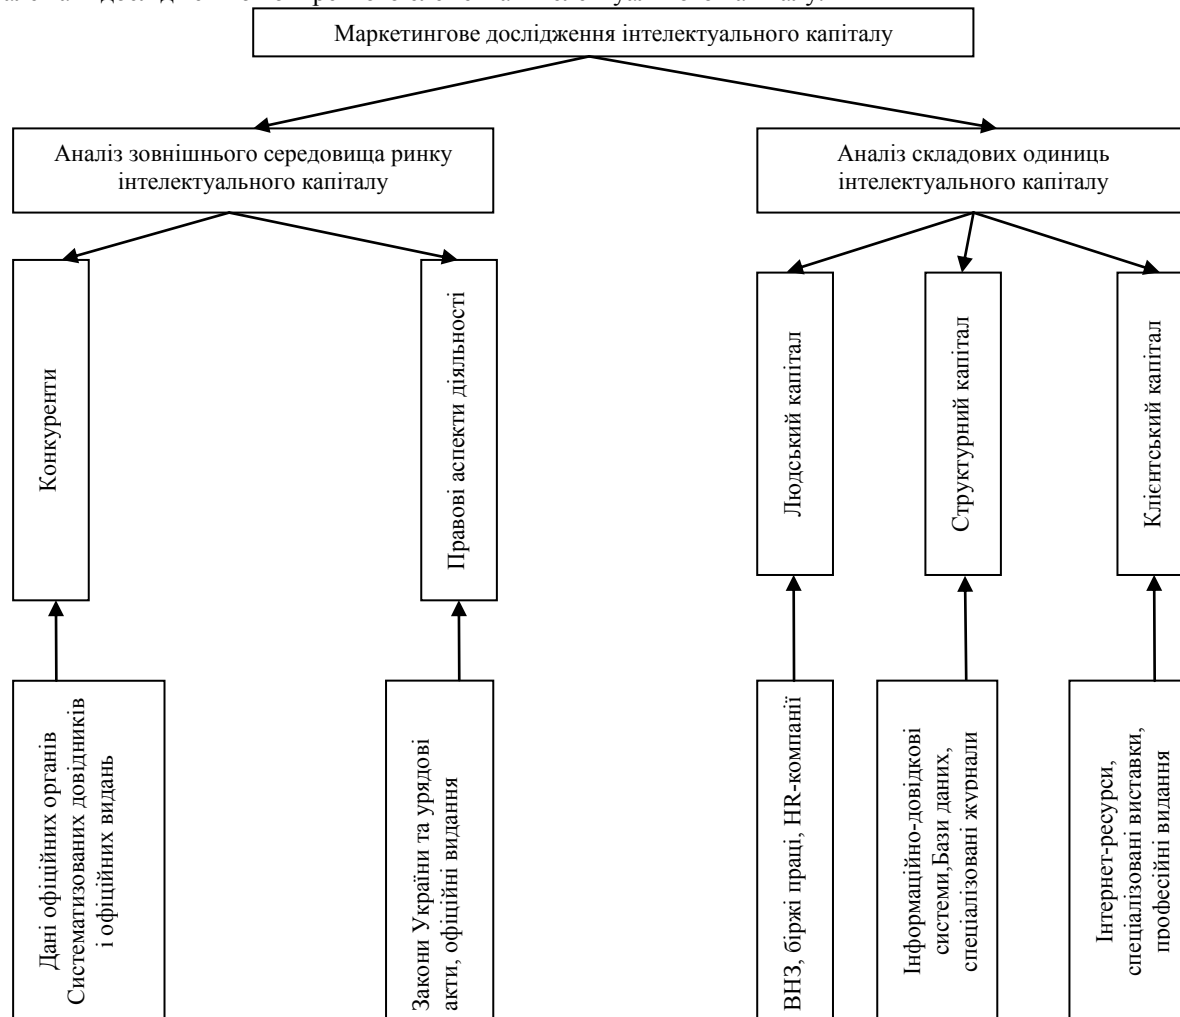 Маркетингове дослідження інтелектуального капіталу
Аналіз зовнішнього середовища ринку
інтелектуального капіталу
Аналіз складових одиниць
інтелектуального капіталу
Конкуренти
Правові аспекти діяльності
Людський капітал
Структурний капітал
Клієнтський капітал
Дані офіційних органів
Систематизованих довідників
і офіційних видань
Закони України та урядові
акти, офіційні видання
ВНЗ, біржі праці, HR-компанії
Інформаційно-довідкові
системи,Бази даних,
спеціалізовані журнали
Інтернет-ресурси,
спеціалізовані виставки,
професійні видання